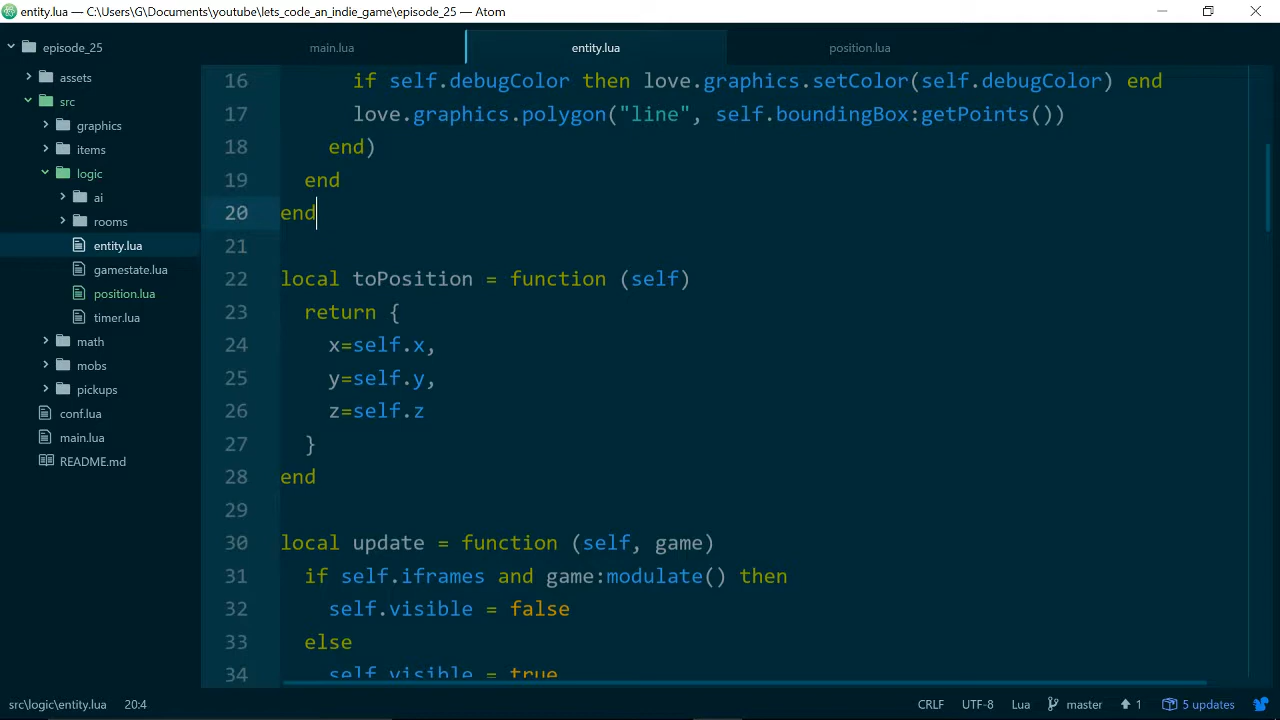 entity.lua — C:\Users\G\Documents\youtube\lets_code_an_indie_game\episode_25 — Atom
episode_25
assets
src
graphics
items
logic
ai
rooms
entity.lua
gamestate.lua
position.lua
timer.lua
math
mobs
pickups
conf.lua
main.lua
README.md
main.lua
entity.lua
position.lua
16 if self.debugColor then love.graphics.setColor(self.debugColor) end
17 love.graphics.polygon("line", self.boundingBox:getPoints())
18 end)
19 end
20 end
21
22 local toPosition = function (self)
23 return {
24 x=self.x,
25 y=self.y,
26 z=self.z
27 }
28 end
29
30 local update = function (self, game)
31 if self.iframes and game:modulate() then
32 self.visible = false
33 else
34 self.visible = true
src\logic\entity.lua 20:4 CRLF UTF-8 Lua master 1 5 updates